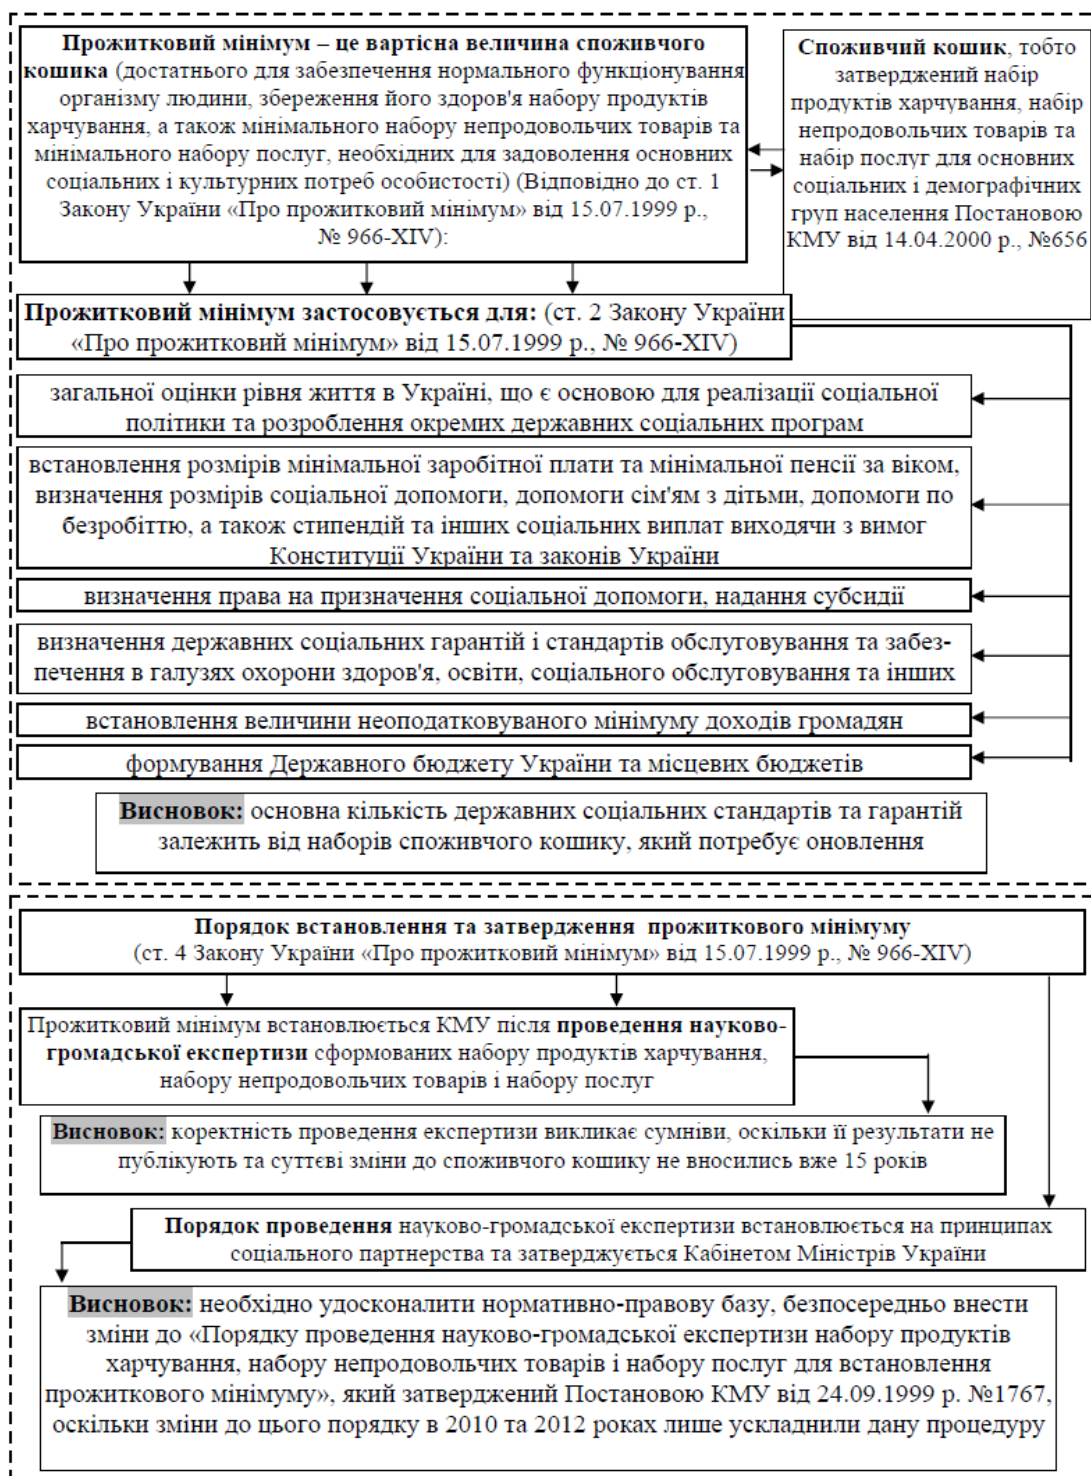 Прожитковий мінімум – це вартісна величина споживчого
кошика (достатнього для забезпечення нормального функціонування
організму людини, збереження його здоров'я набору продуктів
харчування, а також мінімального набору непродовольчих товарів та
мінімального набору послуг, необхідних для задоволення основних
соціальних і культурних потреб особистості) (Відповідно до ст. 1
Закону України «Про прожитковий мінімум» від 15.07.1999 р.,
№ 966-XIV):
Споживчий кошик, тобто
затверджений набір
продуктів харчування, набір
непродовольчих товарів та
набір послуг для основних
соціальних і демографічних
груп населення Постановою
КМУ від 14.04.2000 р., №656
Прожитковий мінімум застосовується для: (ст. 2 Закону України
«Про прожитковий мінімум» від 15.07.1999 р., № 966-XIV)
загальної оцінки рівня життя в Україні, що є основою для реалізації соціальної
політики та розроблення окремих державних соціальних програм
встановлення розмірів мінімальної заробітної плати та мінімальної пенсії за віком,
визначення розмірів соціальної допомоги, допомоги сім'ям з дітьми, допомоги по
безробіттю, а також стипендій та інших соціальних виплат виходячи з вимог
Конституції України та законів України
визначення права на призначення соціальної допомоги, надання субсидії
визначення державних соціальних гарантій і стандартів обслуговування та забез-
печення в галузях охорони здоров'я, освіти, соціального обслуговування та інших
встановлення величини неоподатковуваного мінімуму доходів громадян
формування Державного бюджету України та місцевих бюджетів
Висновок: основна кількість державних соціальних стандартів та гарантій
залежить від наборів споживчого кошику, який потребує оновлення
Порядок встановлення та затвердження прожиткового мінімуму
(ст. 4 Закону України «Про прожитковий мінімум» від 15.07.1999 р., № 966-XIV)
Прожитковий мінімум встановлюється КМУ після проведення науково-
громадської експертизи сформованих набору продуктів харчування,
набору непродовольчих товарів і набору послуг
Висновок: коректність проведення експертизи викликає сумніви, оскільки її результати не
публікують та суттєві зміни до споживчого кошику не вносились вже 15 років
Порядок проведення науково-громадської експертизи встановлюється на принципах
соціального партнерства та затверджується Кабінетом Міністрів України
Висновок: необхідно удосконалити нормативно-правову базу, безпосередньо внести
зміни до «Порядку проведення науково-громадської експертизи набору продуктів
харчування, набору непродовольчих товарів і набору послуг для встановлення
прожиткового мінімуму», який затверджений Постановою КМУ від 24.09.1999 р. №1767,
оскільки зміни до цього порядку в 2010 та 2012 роках лише ускладнили дану процедуру